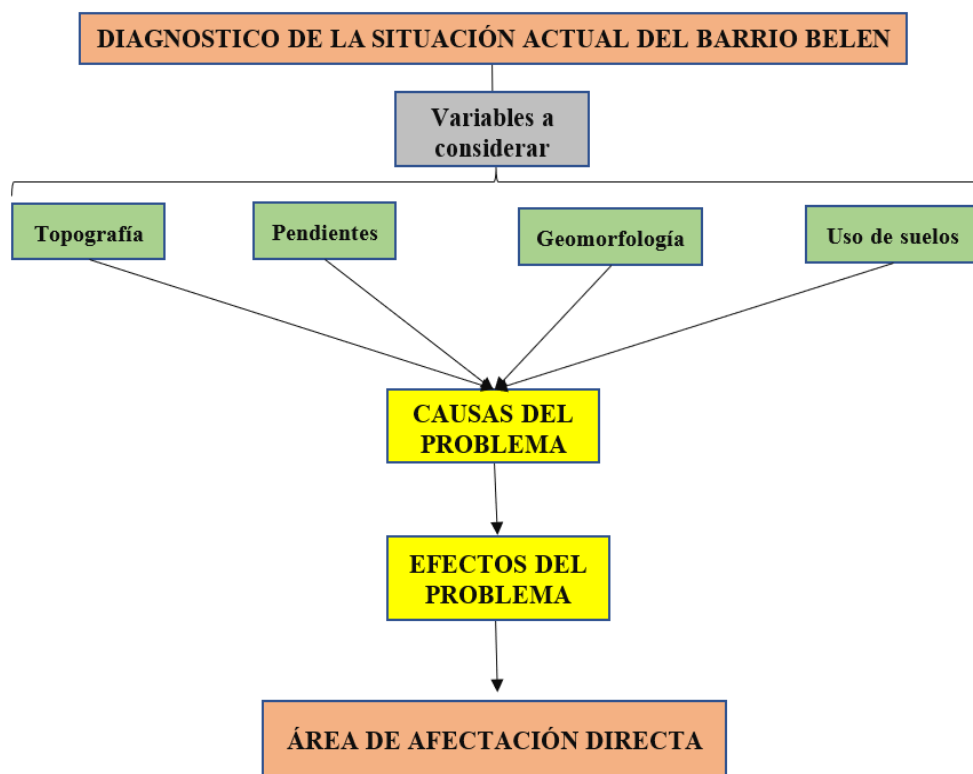 DIAGNOSTICO DE LA SITUACIÓN ACTUAL DEL BARRIO BELEN
Variables a
considerar
Topografía
Pendientes
Geomorfología
Uso de suelos
CAUSAS DEL
PROBLEMA
EFECTOS DEL
PROBLEMA
ÁREA DE AFECTACIÓN DIRECTA